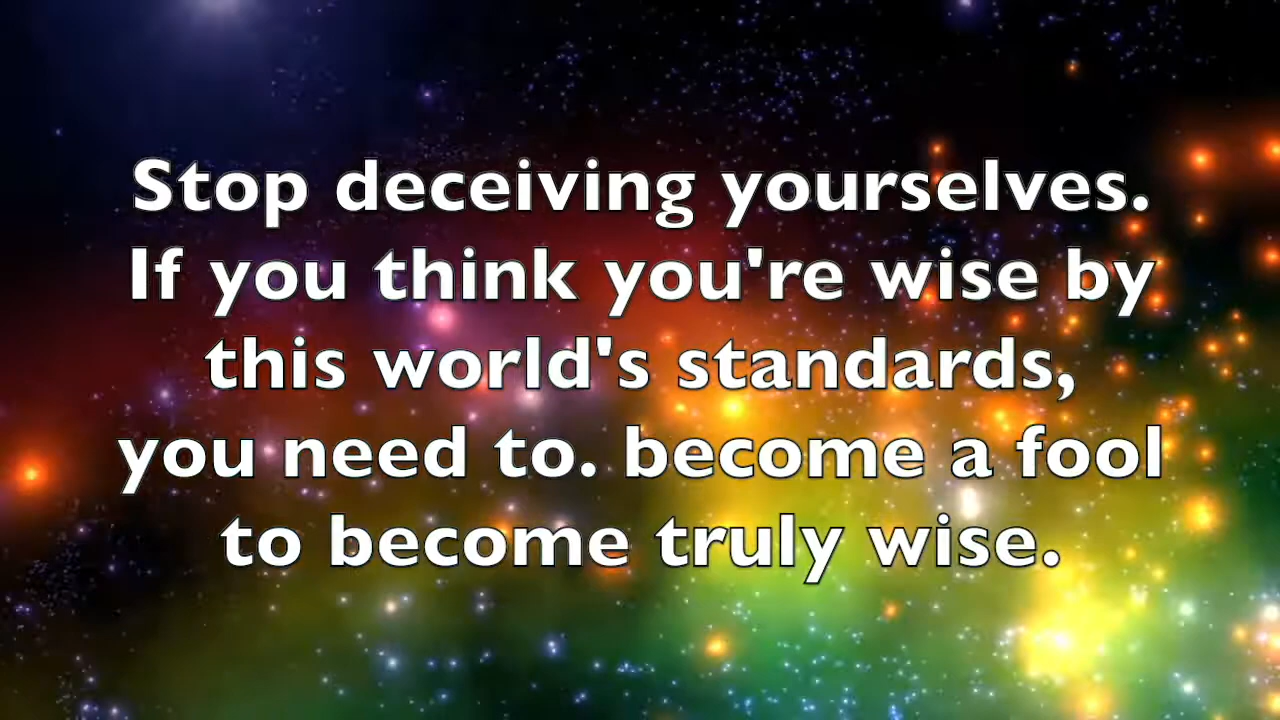 Stop deceiving yourselves.
If you think you're wise by
this world's standards,
you need to. become a fool
to become truly wise.